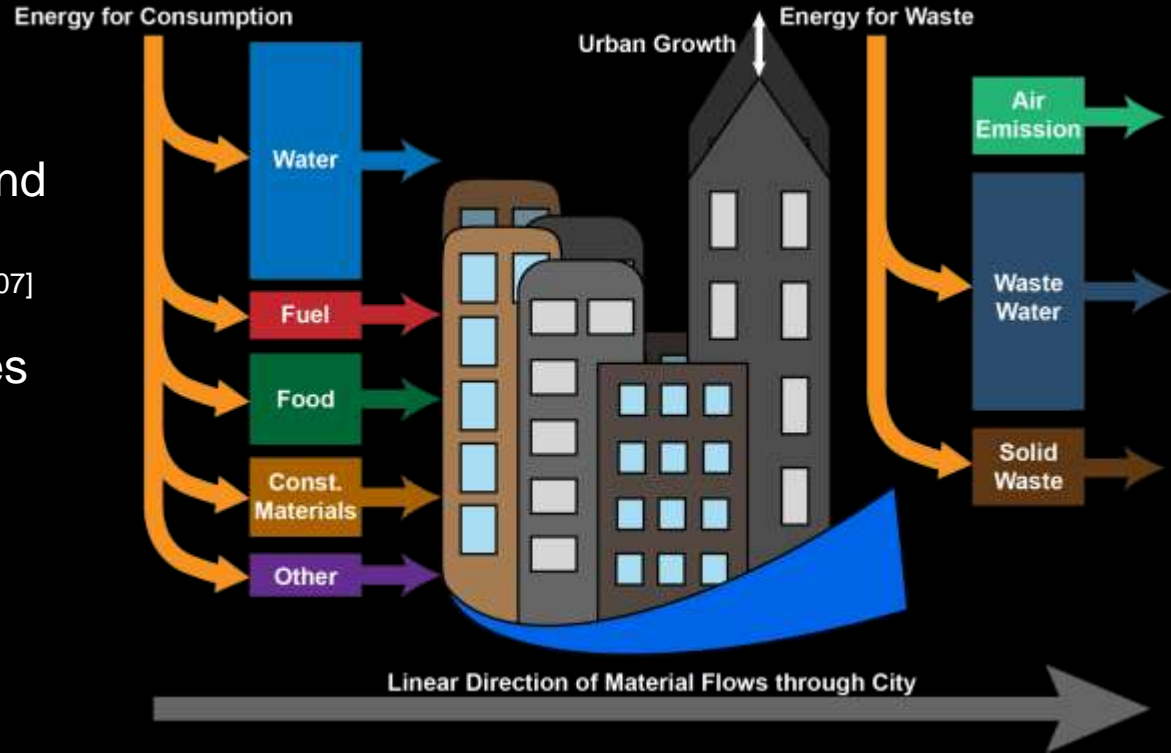 Energy for Consumption
Energy for Waste
Urban Growth
Air
Emission
Water
nd
07]
Waste
Water
Fuel
es
Food
Solid
Waste
Const.
Materials
Other
Linear Direction of Material Flows through City